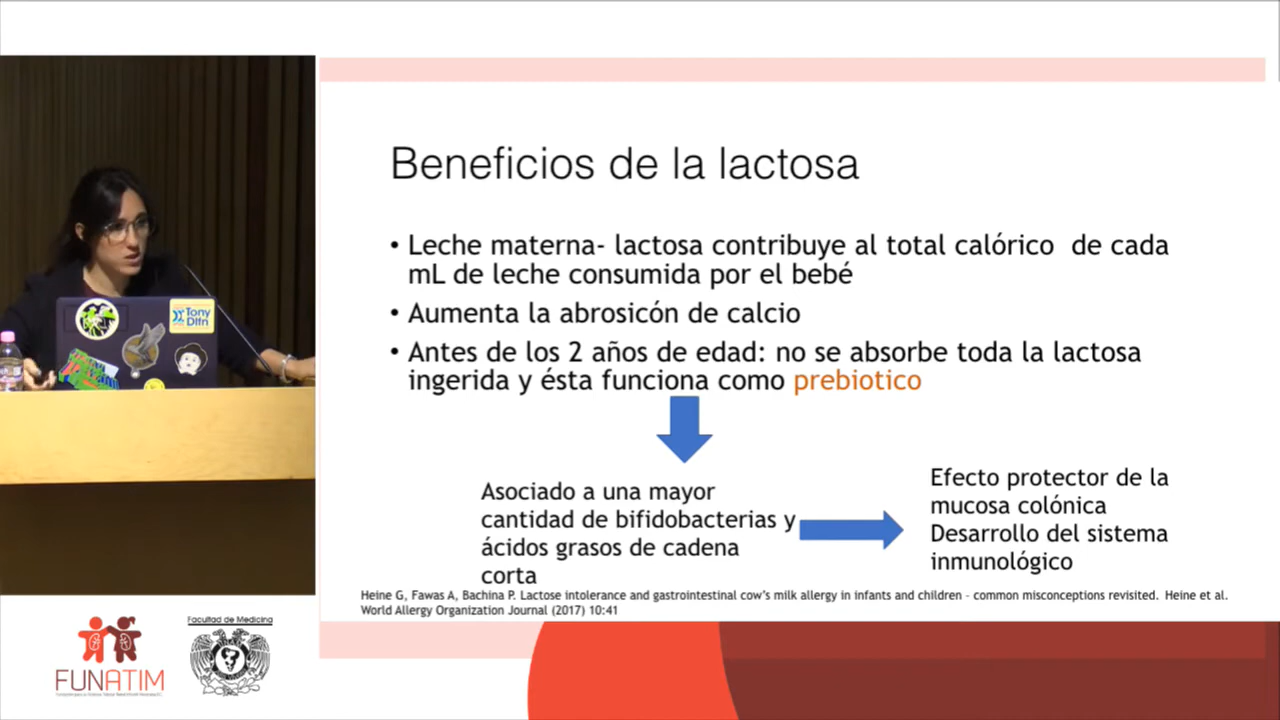 Beneficios de la lactosa
• Leche materna- lactosa contribuye al total calórico de cada
mL de leche consumida por el bebé
• Aumenta la abrosicón de calcio
• Antes de los 2 años de edad: no se absorbe toda la lactosa
ingerida y ésta funciona como prebiotico
Asociado a una mayor
cantidad de bifidobacterias y
ácidos grasos de cadena
corta
Efecto protector de la
mucosa colónica
Desarrollo del sistema
inmunológico
Heine G, Fawas A, Bachina P. Lactose intolerance and gastrointestinal cow's milk allergy in infants and children – common misconceptions revisited. Heine et al.
World Allergy Organization Journal (2017) 10:41
Tony
Dlfn
FUNATIM
Facultad de Medicina